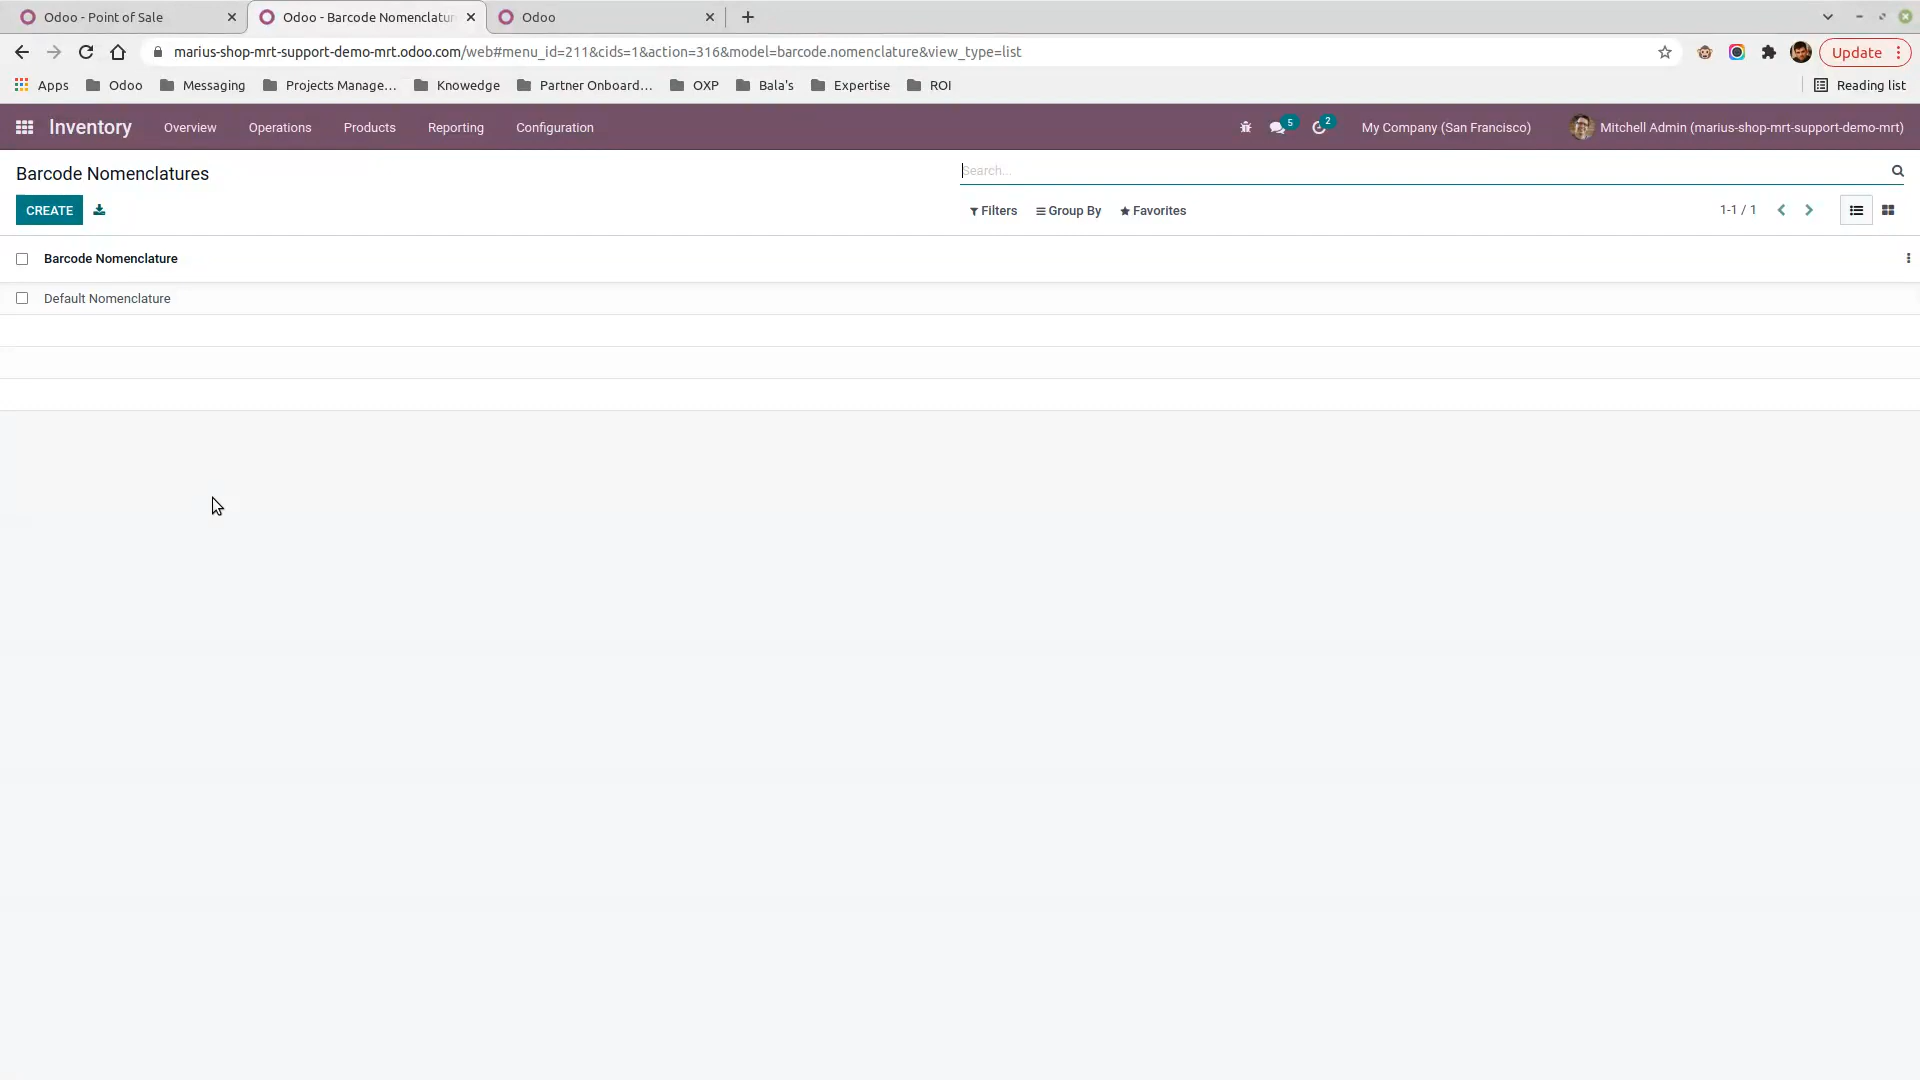 Odoo - Point of Sale
Odoo - Barcode Nomenclatur
Odoo
marius-shop-mrt-support-demo-mrt.odoo.com/web#menu_id=211&cids=1&action=316&model=barcode.nomenclature&view_type=list
Update
Apps Odoo Messaging Projects Manage... Knowedge Partner Onboard... OXP Bala's Expertise ROI Reading list
Inventory Overview Operations Products Reporting Configuration 5 2 My Company (San Francisco) Mitchell Admin (marius-shop-mrt-support-demo-mrt)
Barcode Nomenclatures
Search...
CREATE
Filters Group By Favorites 1-1 / 1
Barcode Nomenclature
Default Nomenclature